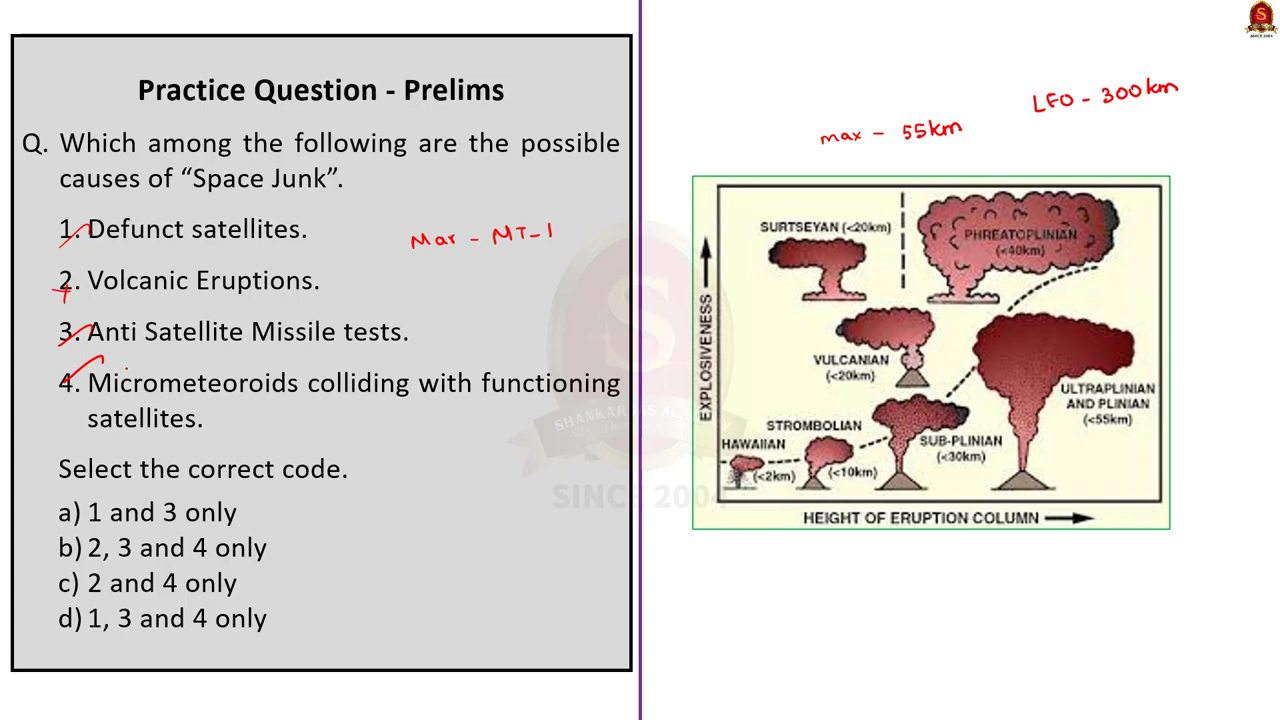 Practice Question - Prelims
Q. Which among the following are the possible
causes of “Space Junk”.
1. Defunct satellites.
Mar - MT-1
2. Volcanic Eruptions.
3. Anti Satellite Missile tests.
4. Micrometeoroids colliding with functioning
satellites.
Select the correct code.
a) 1 and 3 only
b) 2, 3 and 4 only
c) 2 and 4 only
d) 1, 3 and 4 only
SINCE 2004
SINCE 2004
max - 55km
LEO - 300km
SURTSEYAN (<20km)
PHREATOPLINIAN
(<40km)
VULCANIAN
(<20km)
ULTRAPLINIAN
AND PLINIAN
(<55km)
STROMBOLIAN
(<10km)
HAWAIIAN
(<2km)
SUB-PLINIAN
(<30km)
EXPLOSIVENESS
HEIGHT OF ERUPTION COLUMN